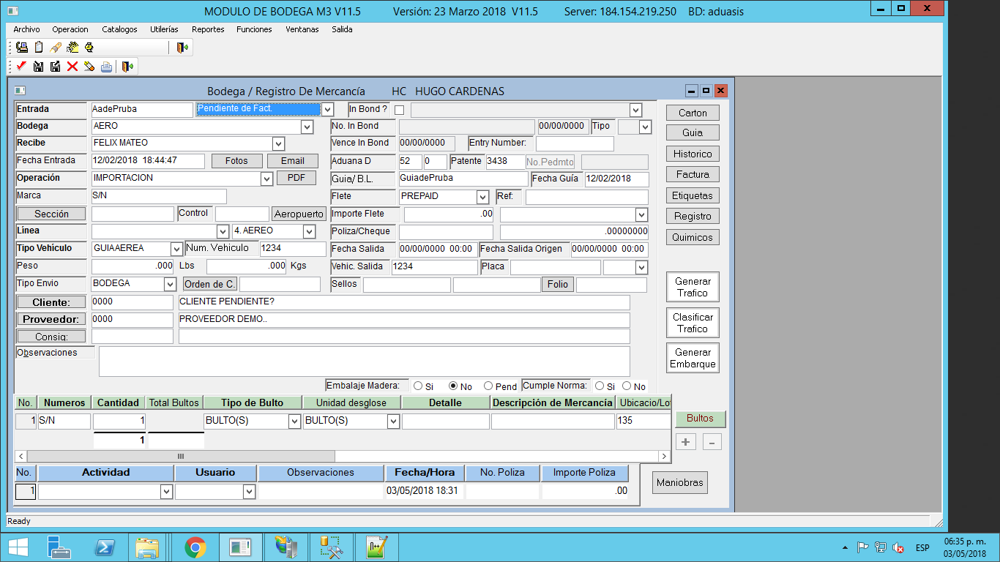 MODULO DE BODEGA M3 V11.5 Versión: 23 Marzo 2018 V11.5 Server: 184.154.219.250 BD: aduasis
Archivo Operacion Catalogos Utilerías Reportes Funciones Ventanas Salida
Bodega / Registro De Mercancía HC HUGO CARDENAS
Entrada AadePruba Pendiente de Fact. In Bond ?
Carton
Bodega AERO No. In Bond 00/00/0000 Tipo
Guia
Recibe FELIX MATEO Vence In Bond 00/00/0000 Entry Number:
Historico
Fecha Entrada 12/02/2018 18:44:47 Fotos Email Aduana D 52 0 Patente 3438 No.Pedmto
Factura
Operación IMPORTACION PDF Guia/ B.L. GuiadePruba Fecha Guía 12/02/2018
Etiquetas
Marca S/N Flete PREPAID Ref:
Registro
Sección Control Aeropuerto Importe Flete .00
Quimicos
Linea 4. AEREO Poliza/Cheque .00000000
Tipo Vehículo GUIA AEREA Num. Vehiculo 1234 Fecha Salida 00/00/0000 00:00 Fecha Salida Origen 00/00/0000 00:00
Peso .000 Lbs .000 Kgs Vehic. Salida 1234 Placa
Tipo Envio BODEGA Orden de C. Sellos Folio
Generar
Trafico
Cliente: 0000 CLIENTE PENDIENTE?
Proveedor: 0000 PROVEEDOR DEMO..
Clasificar
Trafico
Consig:
Observaciones
Generar
Embarque
Embalaje Madera: Si No Pend Cumple Norma: Si No
No. Numeros Cantidad Total Bultos Tipo de Bulto Unidad desglose Detalle Descripción de Mercancía Ubicacio/Lo
1 S/N 1 BULTO(S) BULTO(S) 135
Bultos
1
+ -
No. Actividad Usuario Observaciones Fecha/Hora No. Poliza Importe Poliza
1 03/05/2018 18:31 .00
Maniobras
Ready
ESP
06:35 p. m.
03/05/2018